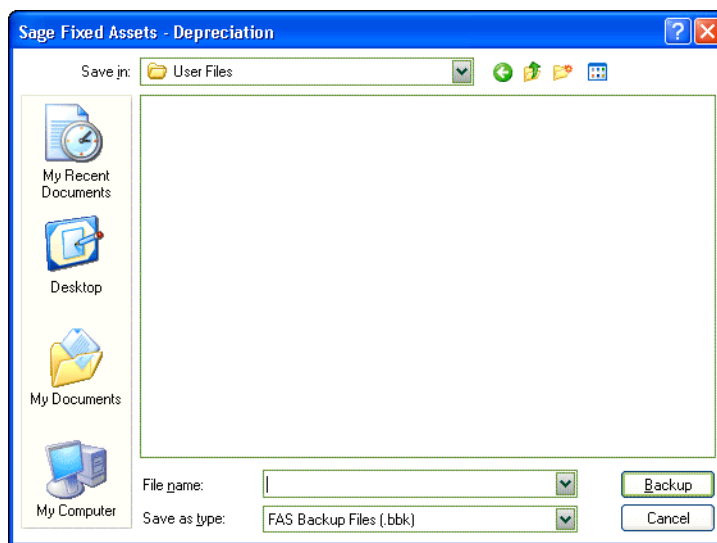 Sage Fixed Assets - Depreciation
Save in: User Files
My Recent
Documents
Desktop
My Documents
My Computer
File name:
Backup
Save as type: FAS Backup Files (.bbk)
Cancel